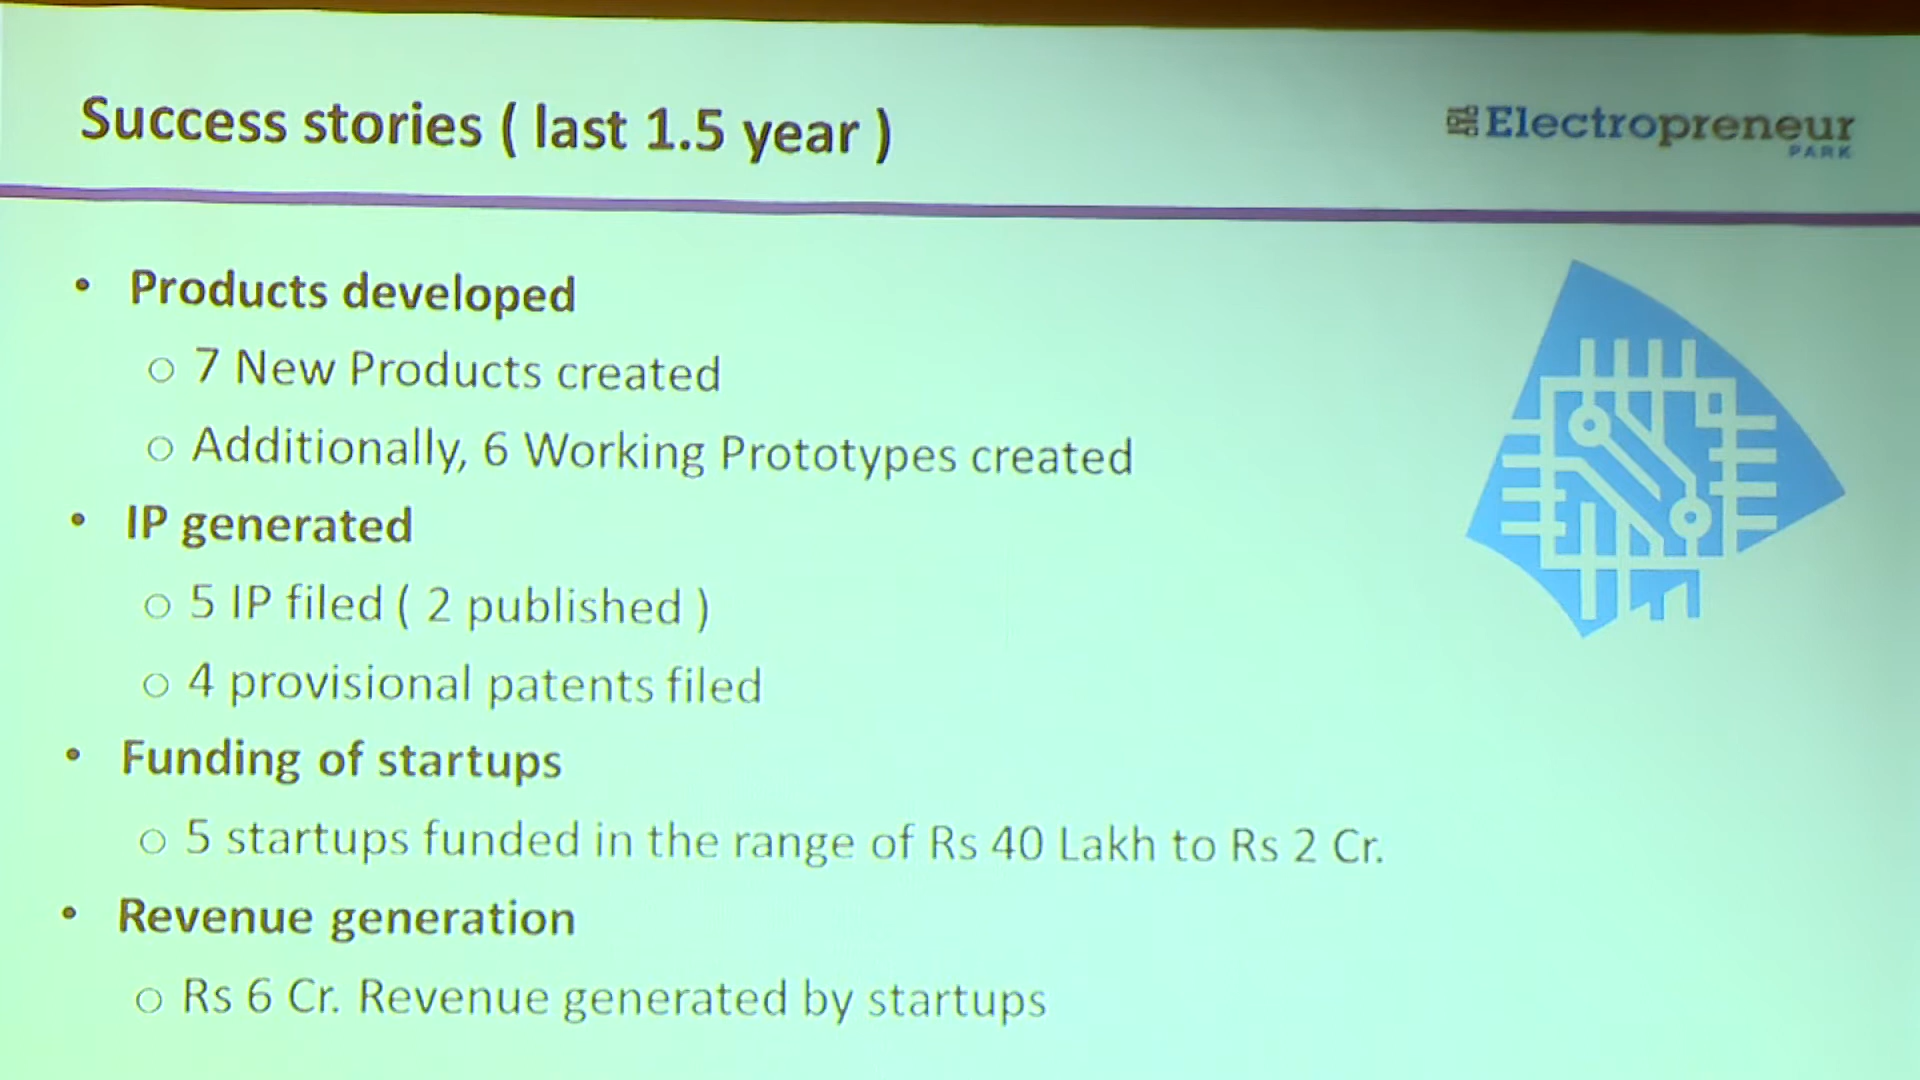 Success stories ( last 1.5 year )
Electropreneur
PARK
• Products developed
o 7 New Products created
o Additionally, 6 Working Prototypes created
• IP generated
o 5 IP filed ( 2 published )
o 4 provisional patents filed
• Funding of startups
o 5 startups funded in the range of Rs 40 Lakh to Rs 2 Cr.
• Revenue generation
o Rs 6 Cr. Revenue generated by startups